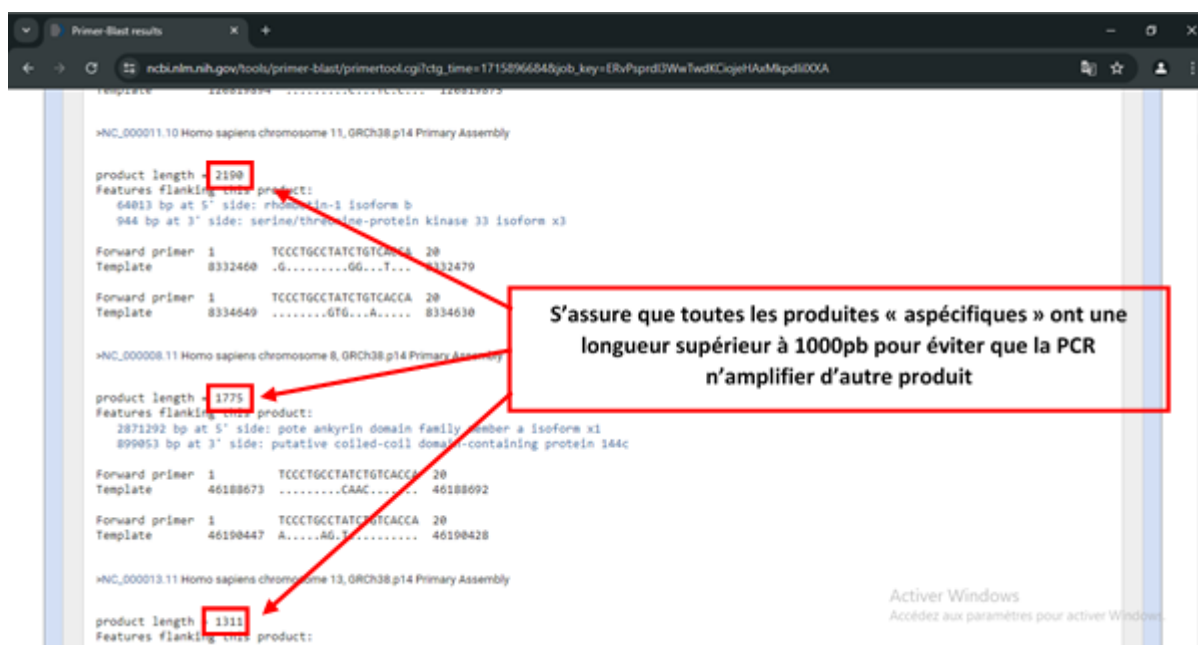 Primer-Blast results
ncbi.nlm.nih.gov/tools/primer-blast/primertool.cgi?ctg_time=
Template 120819894 120819875
>NC_000011.10 Homo sapiens chromosome 11, GRCh38.p14 Primary Assembly
product length = 2190
Features flanking this product:
64013 bp at 5' side: rhombotin-1 isoform b
944 bp at 3' side: serine/threonine-protein kinase 33 isoform x3
Forward primer 1 TCCCTGCCTATCTGTCACCA 20
Template 8332460 .G.........GG...T... 8332479
Forward primer 1 TCCCTGCCTATCTGTCACCA 20
Template 8334649 ........GTG...A..... 8334630
S'assure que toutes les produites « aspécifiques » ont une
longueur supérieur à 1000pb pour éviter que la PCR
n'amplifier d'autre produit
>NC_000008.11 Homo sapiens chromosome 8, GRCh38.p14 Primary Assembly
product length = 1775
Features flanking this product:
2871292 bp at 5' side: pote ankyrin domain family member a isoform x1
899053 bp at 3' side: putative coiled-coil domain-containing protein 144c
Forward primer 1 TCCCTGCCTATCTGTCACCA 20
Template 46188673 .........CAAC....... 46188692
Forward primer 1 TCCCTGCCTATCTGTCACCA 20
Template 46190447 A.....AG.T.......... 46190428
>NC_000013.11 Homo sapiens chromosome 13, GRCh38.p14 Primary Assembly
product length = 1311
Features flanking this product:
Activer Windows
Accédez aux paramètres pour activer Windows.